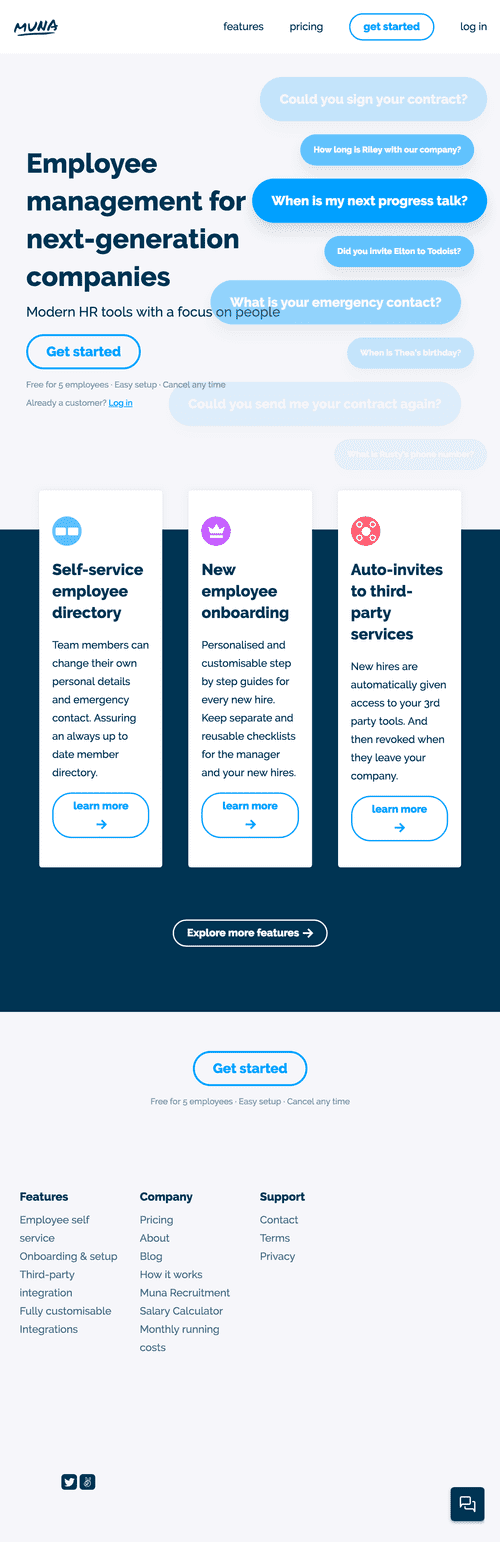 MUNA
features
pricing
get started
log in
Could you sign your contract?
How long is Riley with our company?
When is my next progress talk?
Did you invite Elton to Todoist?
What is your emergency contact?
When is Thea's birthday?
Could you send me your contract again?
What is Rusty's phone number?
Employee
management for
next-generation
companies
Modern HR tools with a focus on people
Get started
Free for 5 employees · Easy setup · Cancel any time
Already a customer? Log in
Self-service
employee
directory
Team members can
change their own
personal details
and emergency
contact. Assuring
an always up to
date member
directory.
learn more
→
New
employee
onboarding
Personalised and
customisable step
by step guides for
every new hire.
Keep separate and
reusable checklists
for the manager
and your new hires.
learn more
→
Auto-invites
to third-
party
services
New hires are
automatically given
access to your 3rd
party tools. And
then revoked when
they leave your
company.
learn more
→
Explore more features →
Get started
Free for 5 employees · Easy setup · Cancel any time
Features
Employee self
service
Onboarding & setup
Third-party
integration
Fully customisable
Integrations
Company
Pricing
About
Blog
How it works
Muna Recruitment
Salary Calculator
Monthly running
costs
Support
Contact
Terms
Privacy